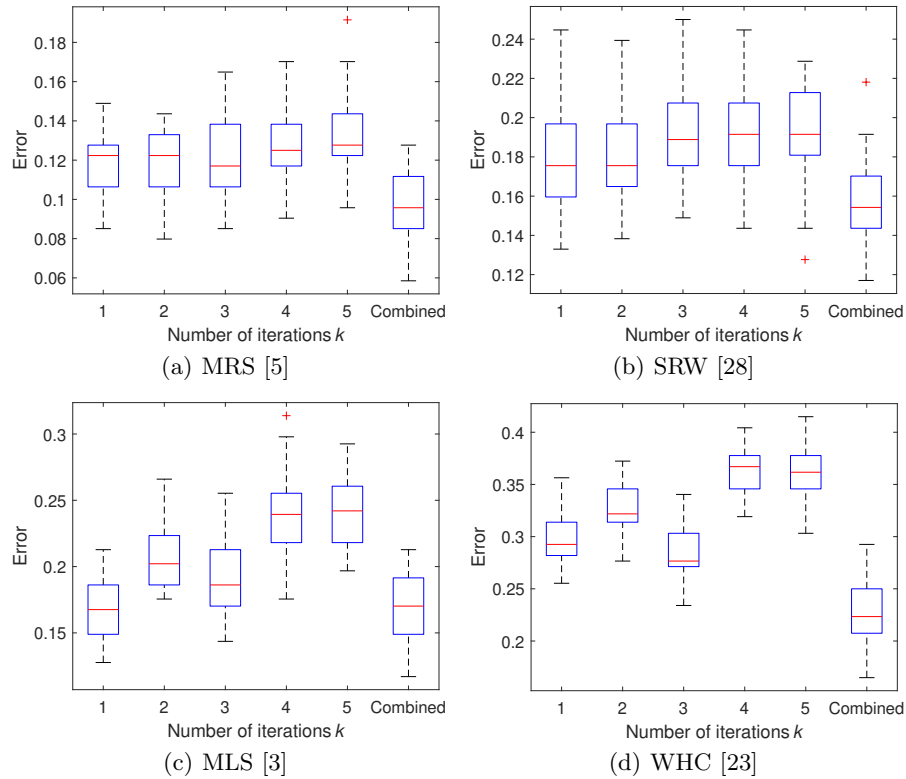 0.18
0.16
0.14
0.12
0.1
0.08
0.06
Error
1 2 3 4 5 Combined
Number of iterations k
(a) MRS [5]
0.24
0.22
0.2
0.18
0.16
0.14
0.12
Error
1 2 3 4 5 Combined
Number of iterations k
(b) SRW [28]
0.3
0.25
0.2
0.15
Error
1 2 3 4 5 Combined
Number of iterations k
(c) MLS [3]
0.4
0.35
0.3
0.25
0.2
Error
1 2 3 4 5 Combined
Number of iterations k
(d) WHC [23]